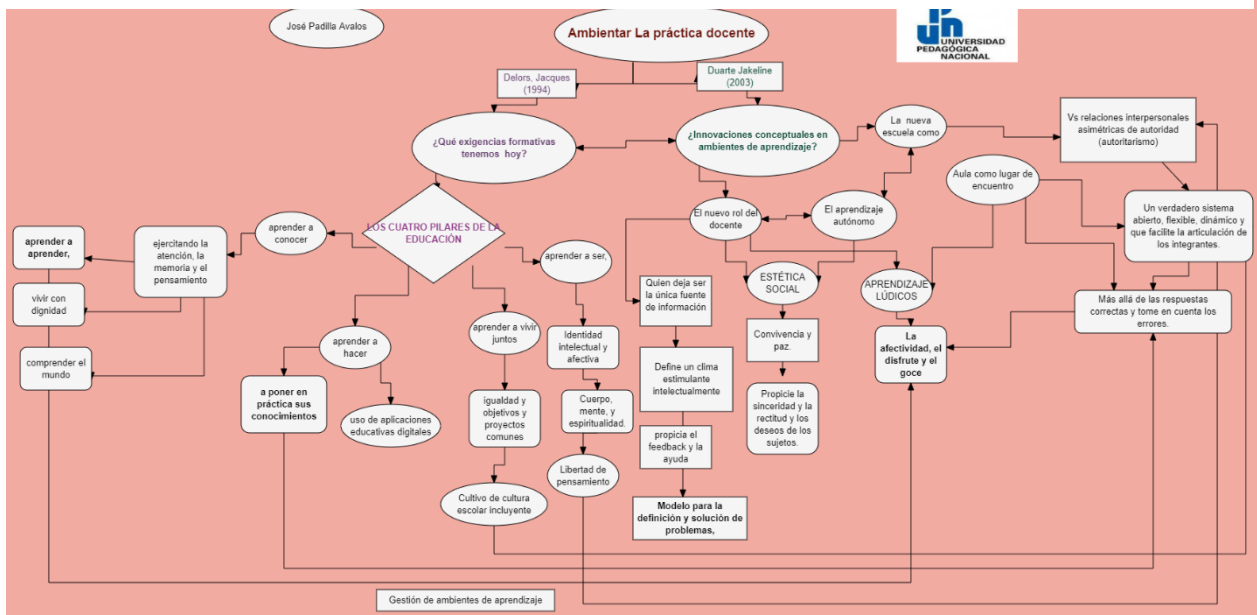 José Padilla Avalos
Ambientar La práctica docente
UNIVERSIDAD
PEDAGÓGICA
NACIONAL
Delors, Jacques
(1994)
Duarte Jakeline
(2003)
¿Qué exigencias formativas
tenemos hoy?
¿Innovaciones conceptuales en
ambientes de aprendizaje?
La nueva
escuela como
Vs relaciones interpersonales
asimétricas de autoridad
(autoritarismo)
Aula como lugar de
encuentro
LOS CUATRO PILARES DE LA
EDUCACIÓN
El nuevo rol del
docente
El aprendizaje
autónomo
Un verdadero sistema
abierto, flexible, dinámico y
que facilite la articulación de
los integrantes.
aprender a
aprender,
ejercitando la
atención, la
memoria y el
pensamiento
aprender a
conocer
aprender a ser,
vivir con
dignidad
comprender el
mundo
Quien deja ser la
única fuente
de información
ESTÉTICA
SOCIAL
APRENDIZAJE
LÚDICOS
Más allá de las respuestas
correctas y tome en cuenta los
errores.
aprender a
hacer
aprender a vivir
juntos
Identidad
intelectual y
afectiva
Convivencia y
paz.
La
afectividad, el
disfrute y el
goce
Define un clima
estimulante
intelectualmente
a poner en
práctica sus
conocimientos
uso de aplicaciones
educativas digitales
igualdad y
objetivos y
proyectos
comunes
Cuerpo,
mente, y
espiritualidad.
Propicie la
sinceridad y la
rectitud y los
deseos de los
sujetos.
propicia el
feedback y la
ayuda
Libertad de
pensamiento
Cultivo de cultura
escolar incluyente
Modelo para la
definición y solución de
problemas,
Gestión de ambientes de aprendizaje